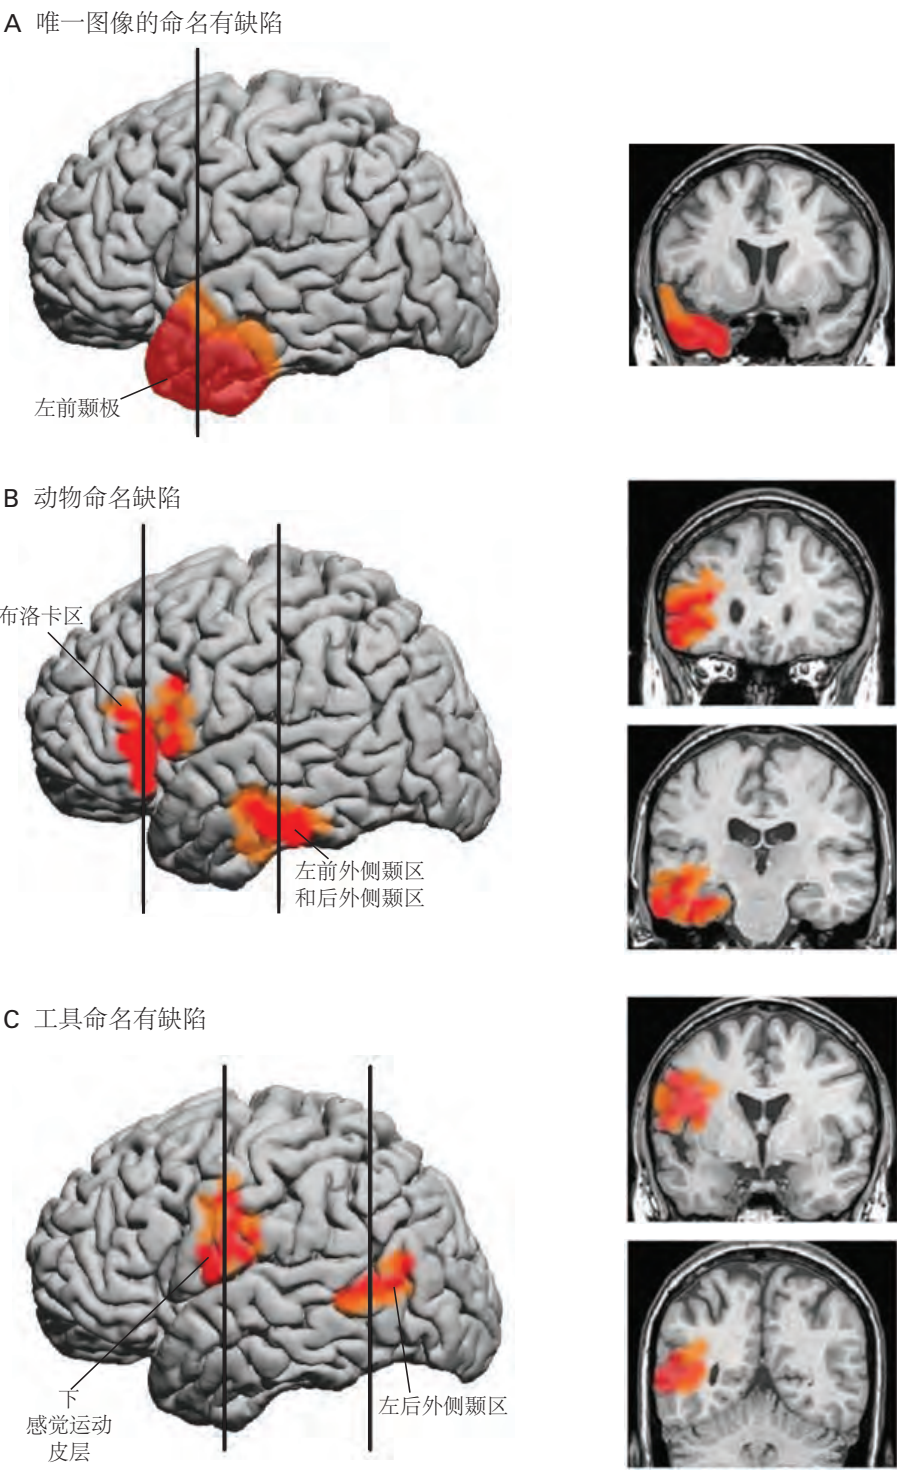 A 唯一图像的命名有缺陷
左前颞极
B 动物命名缺陷
布洛卡区
左前外侧颞区
和后外侧颞区
C 工具命名有缺陷
下
感觉运动
皮层
左后外侧颞区